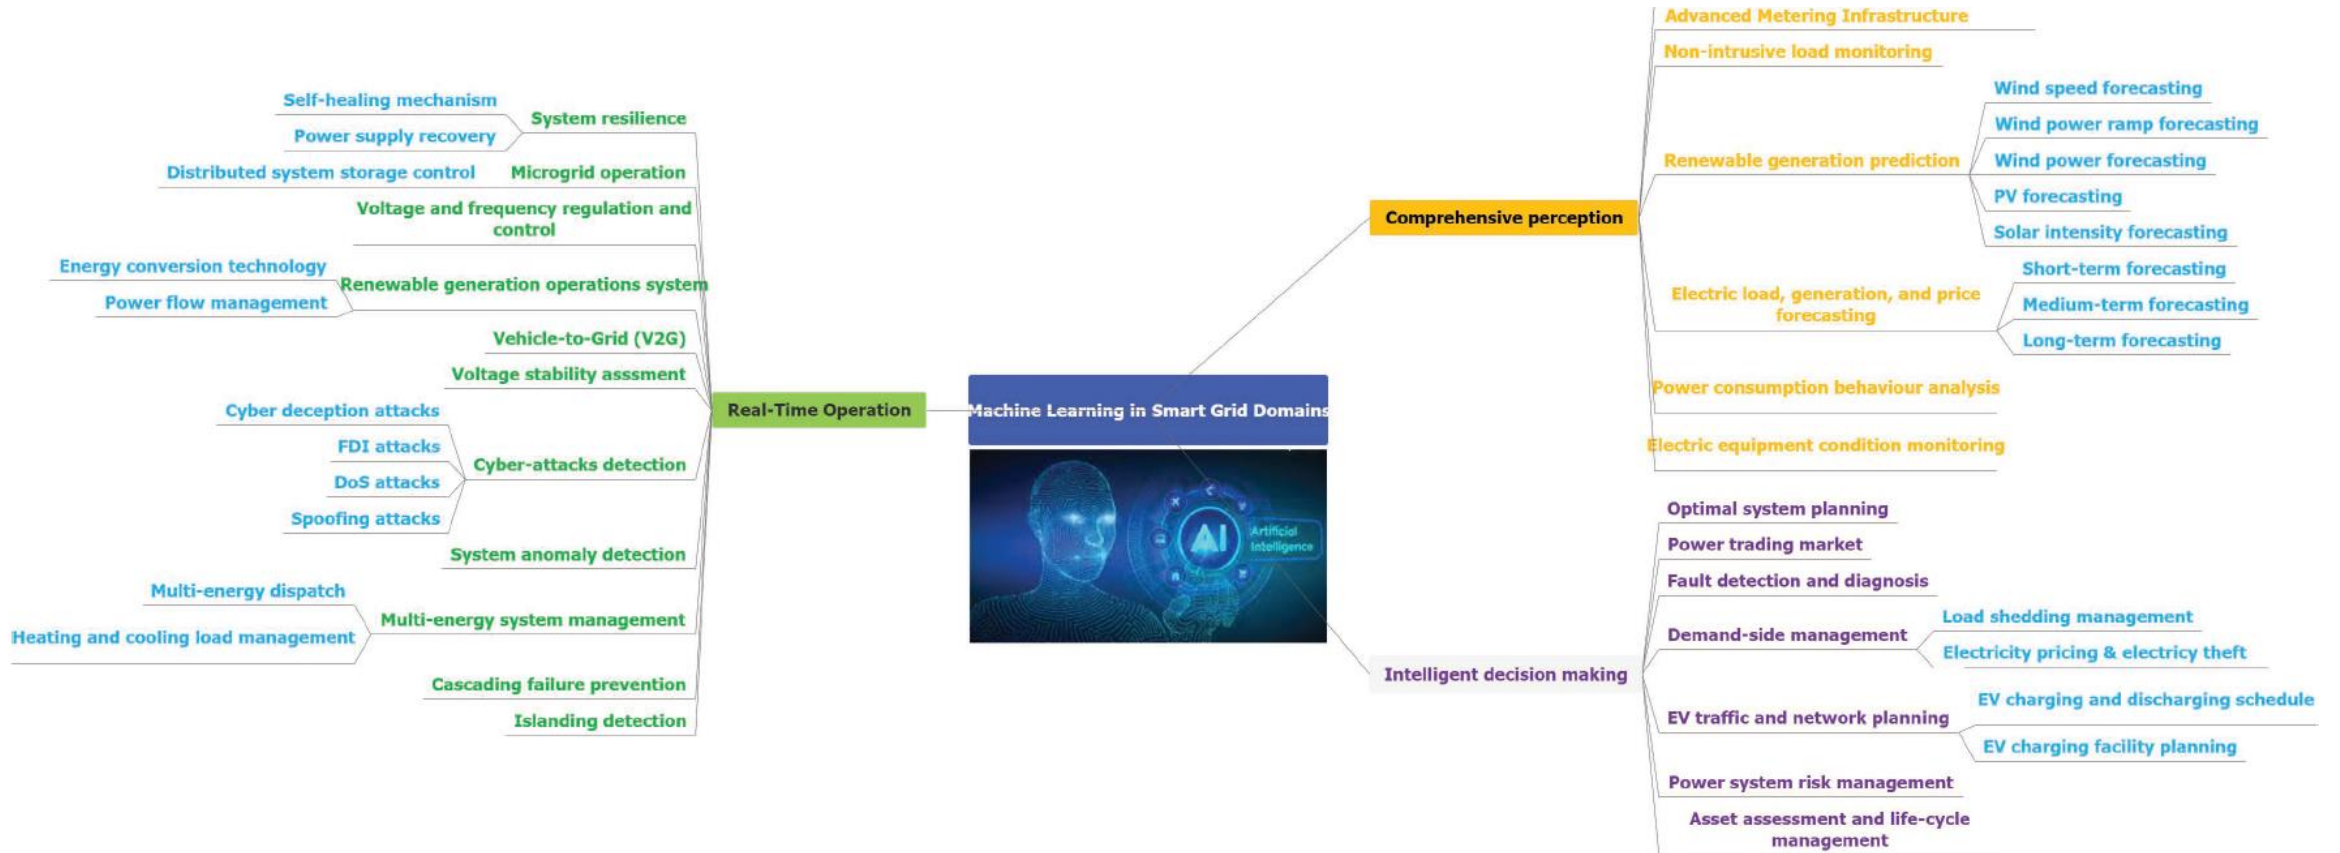 Self-healing mechanism
Power supply recovery
System resilience
Distributed system storage control
Microgrid operation
Voltage and frequency regulation and
control
Energy conversion technology
Power flow management
Renewable generation operations system
Vehicle-to-Grid (V2G)
Voltage stability asssment
Cyber deception attacks
FDI attacks
DoS attacks
Spoofing attacks
Cyber-attacks detection
System anomaly detection
Multi-energy dispatch
Heating and cooling load management
Multi-energy system management
Cascading failure prevention
Islanding detection
Real-Time Operation
Machine Learning in Smart Grid Domains
AI
Artificial
Intelligence
Comprehensive perception
Advanced Metering Infrastructure
Non-intrusive load monitoring
Renewable generation prediction
Wind speed forecasting
Wind power ramp forecasting
Wind power forecasting
PV forecasting
Solar intensity forecasting
Electric load, generation, and price
forecasting
Short-term forecasting
Medium-term forecasting
Long-term forecasting
Power consumption behaviour analysis
Electric equipment condition monitoring
Intelligent decision making
Optimal system planning
Power trading market
Fault detection and diagnosis
Demand-side management
Load shedding management
Electricity pricing & electricy theft
EV traffic and network planning
EV charging and discharging schedule
EV charging facility planning
Power system risk management
Asset assessment and life-cycle
management